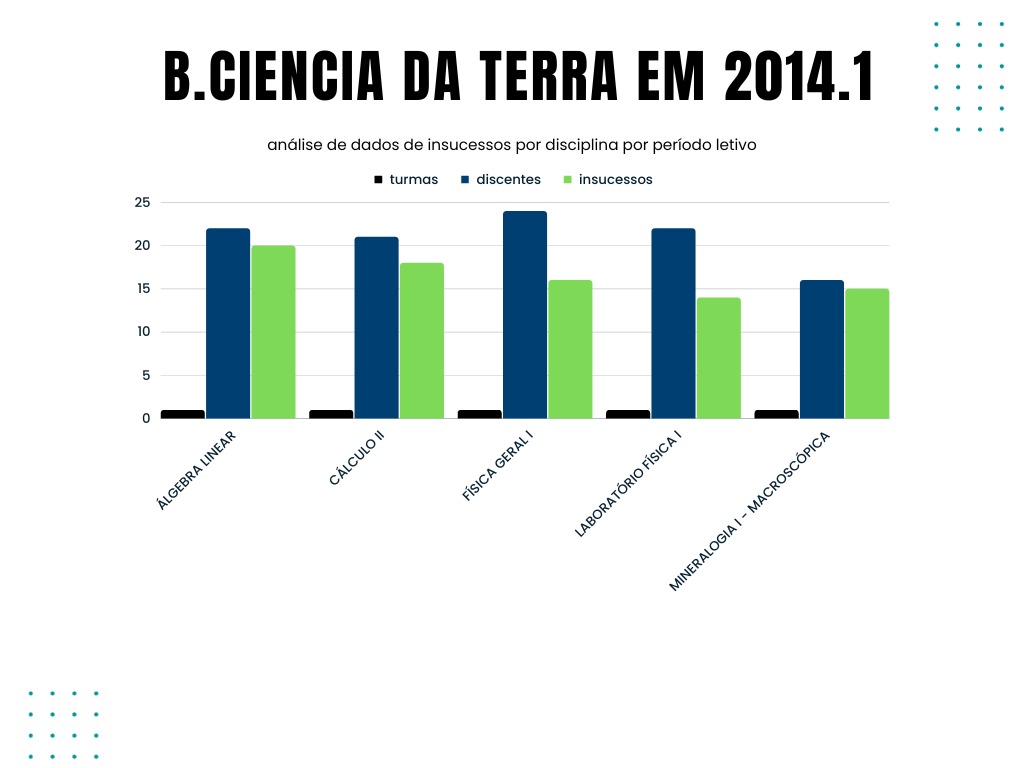 B.CIENCIA DA TERRA EM 2014.1
análise de dados de insucessos por disciplina por período letivo
turmas discentes insucessos
25
20
15
10
5
0
ÁLGEBRA LINEAR
CÁLCULO II
FÍSICA GERAL I
LABORATÓRIO FÍSICA I
MINERALOGIA I - MACROSCÓPICA